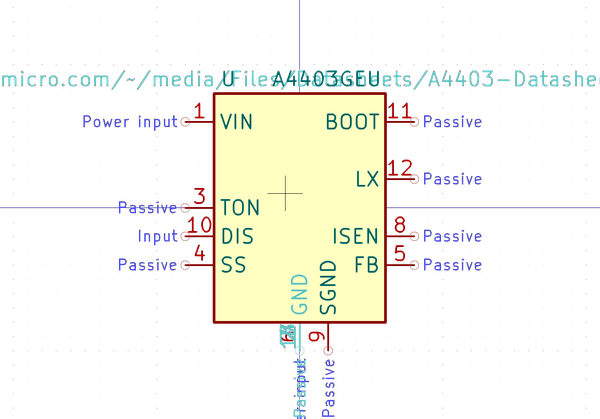 micro.com/~/media/Files/Datasheets/A4403-Datashe
U A4403GEU
Power input 1 VIN BOOT 11 Passive
LX 12 Passive
Passive 3 TON
Input 10 DIS ISEN 8 Passive
Passive 4 SS FB 5 Passive
GND
SGND
9
Passive